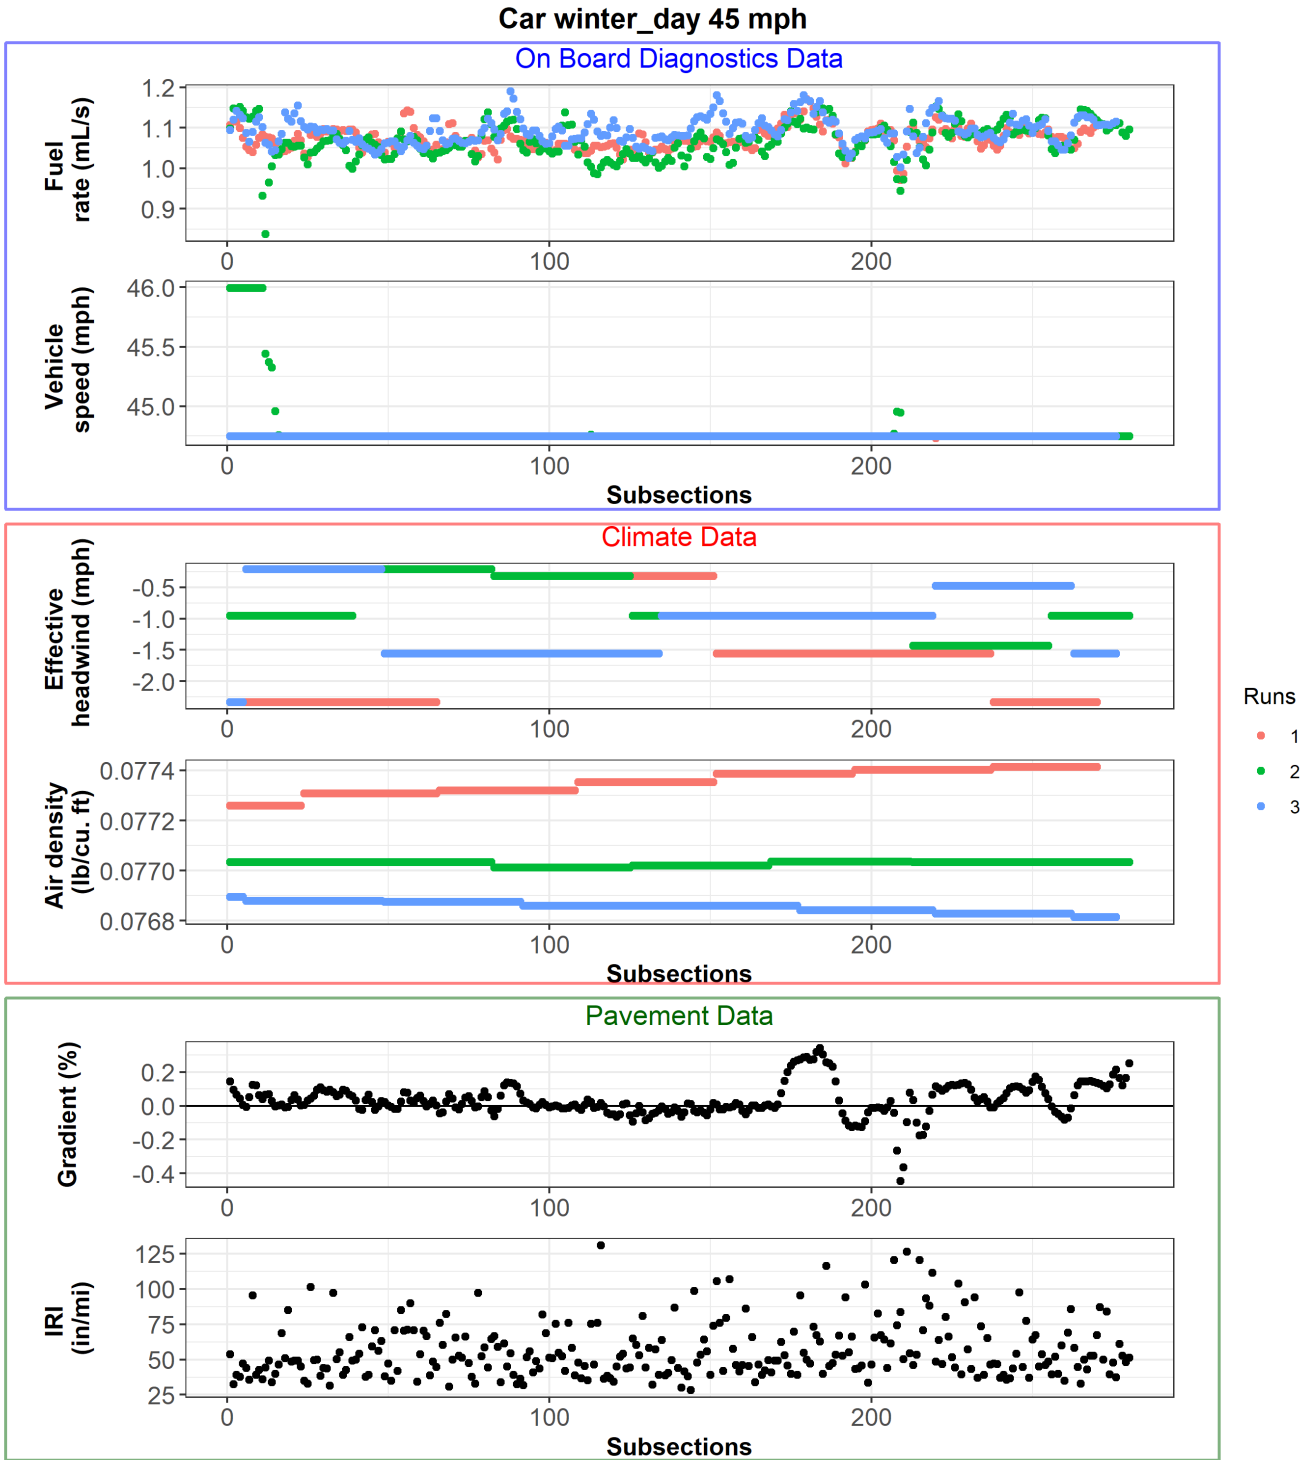 Car winter_day 45 mph
On Board Diagnostics Data
Fuel
rate (mL/s)
1.2
1.1
1.0
0.9
0 100 200
Vehicle
speed (mph)
46.0
45.5
45.0
0 100 200
Subsections
Climate Data
Effective
headwind (mph)
-0.5
-1.0
-1.5
-2.0
0 100 200
Air density
(lb/cu. ft)
0.0774
0.0772
0.0770
0.0768
0 100 200
Subsections
Runs
1
2
3
Pavement Data
Gradient (%)
0.2
0.0
-0.2
-0.4
0 100 200
IRI
(in/mi)
125
100
75
50
25
0 100 200
Subsections